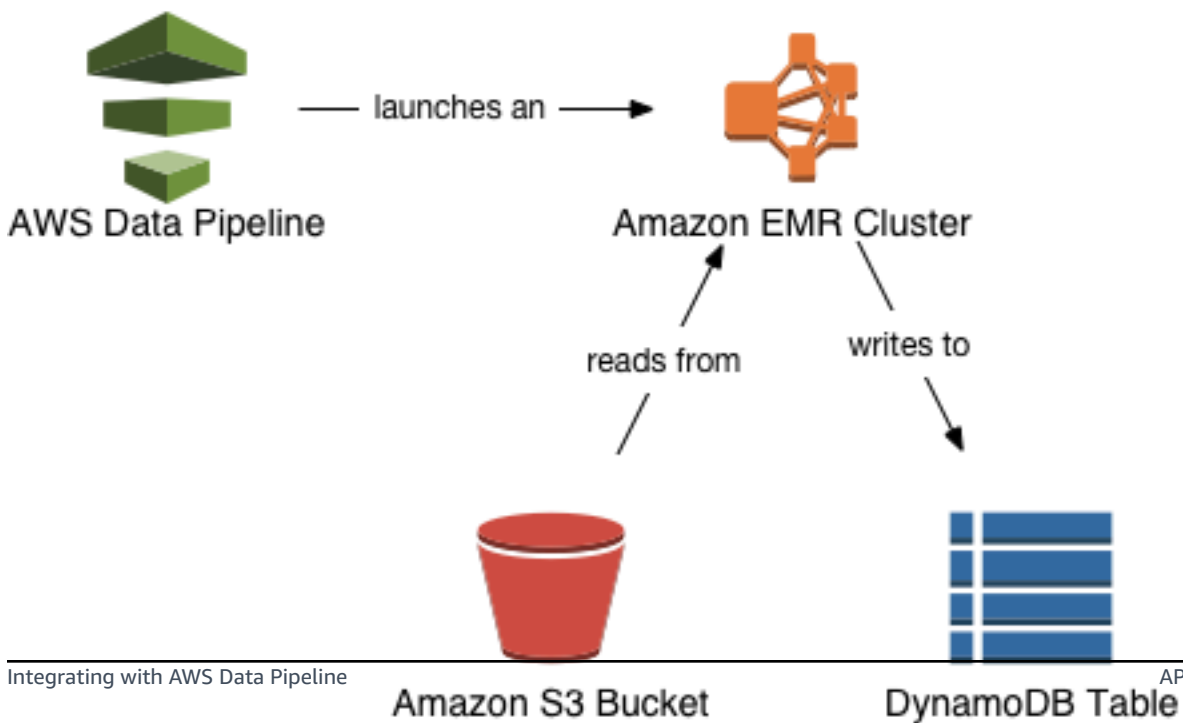 launches an
AWS Data Pipeline
Amazon EMR Cluster
reads from
writes to
Integrating with AWS Data Pipeline
AP
Amazon S3 Bucket
DynamoDB Table